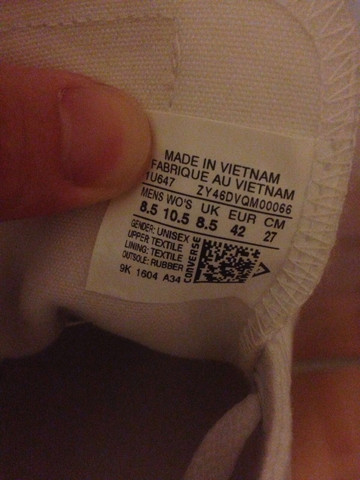 MADE IN VIETNAM
FABRIQUE AU VIETNAM
1U647 ZY46DVQM00066
MENS WO'S UK EUR CM
8.5 10.5 8.5 42 27
GENDER: UNISEX
UPPER: TEXTILE
LINING: TEXTILE
OUTSOLE: RUBBER
CONVERSE
9K 1604 A34